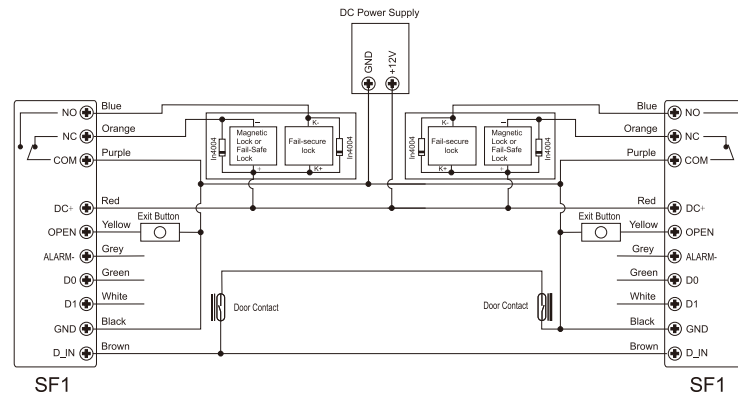 DC Power Supply
GND
+12V
NO
Blue
NC
Orange
COM
Purple
In4004
Magnetic
Lock or
Fail-Safe
Lock
−
+
Fail-secure
lock
K-
K+
In4004
In4004
Fail-secure
lock
K-
K+
Magnetic
Lock or
Fail-Safe
Lock
−
+
In4004
Blue
NO
Orange
NC
Purple
COM
DC+
Red
OPEN
Yellow
Exit Button
ALARM-
Grey
D0
Green
D1
White
GND
Black
D_IN
Brown
Door Contact
Door Contact
Red
DC+
Exit Button
Yellow
OPEN
Grey
ALARM-
Green
D0
White
D1
Black
GND
Brown
D_IN
SF1
SF1